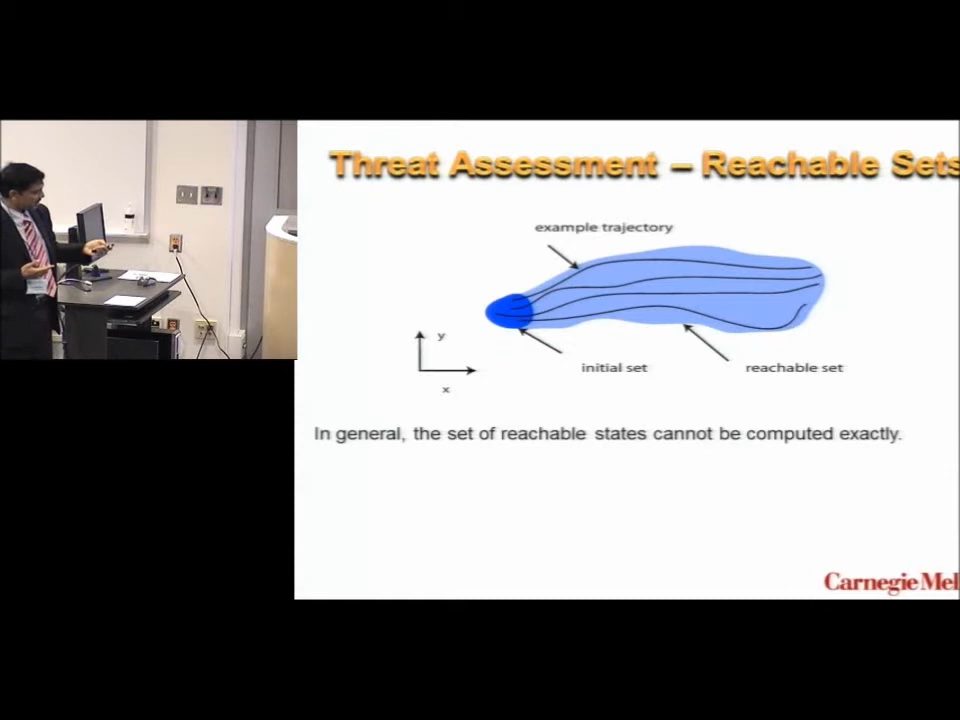 Threat Assessment – Reachable Sets
example trajectory
y
initial set
reachable set
x
In general, the set of reachable states cannot be computed exactly.
Carnegie Mel